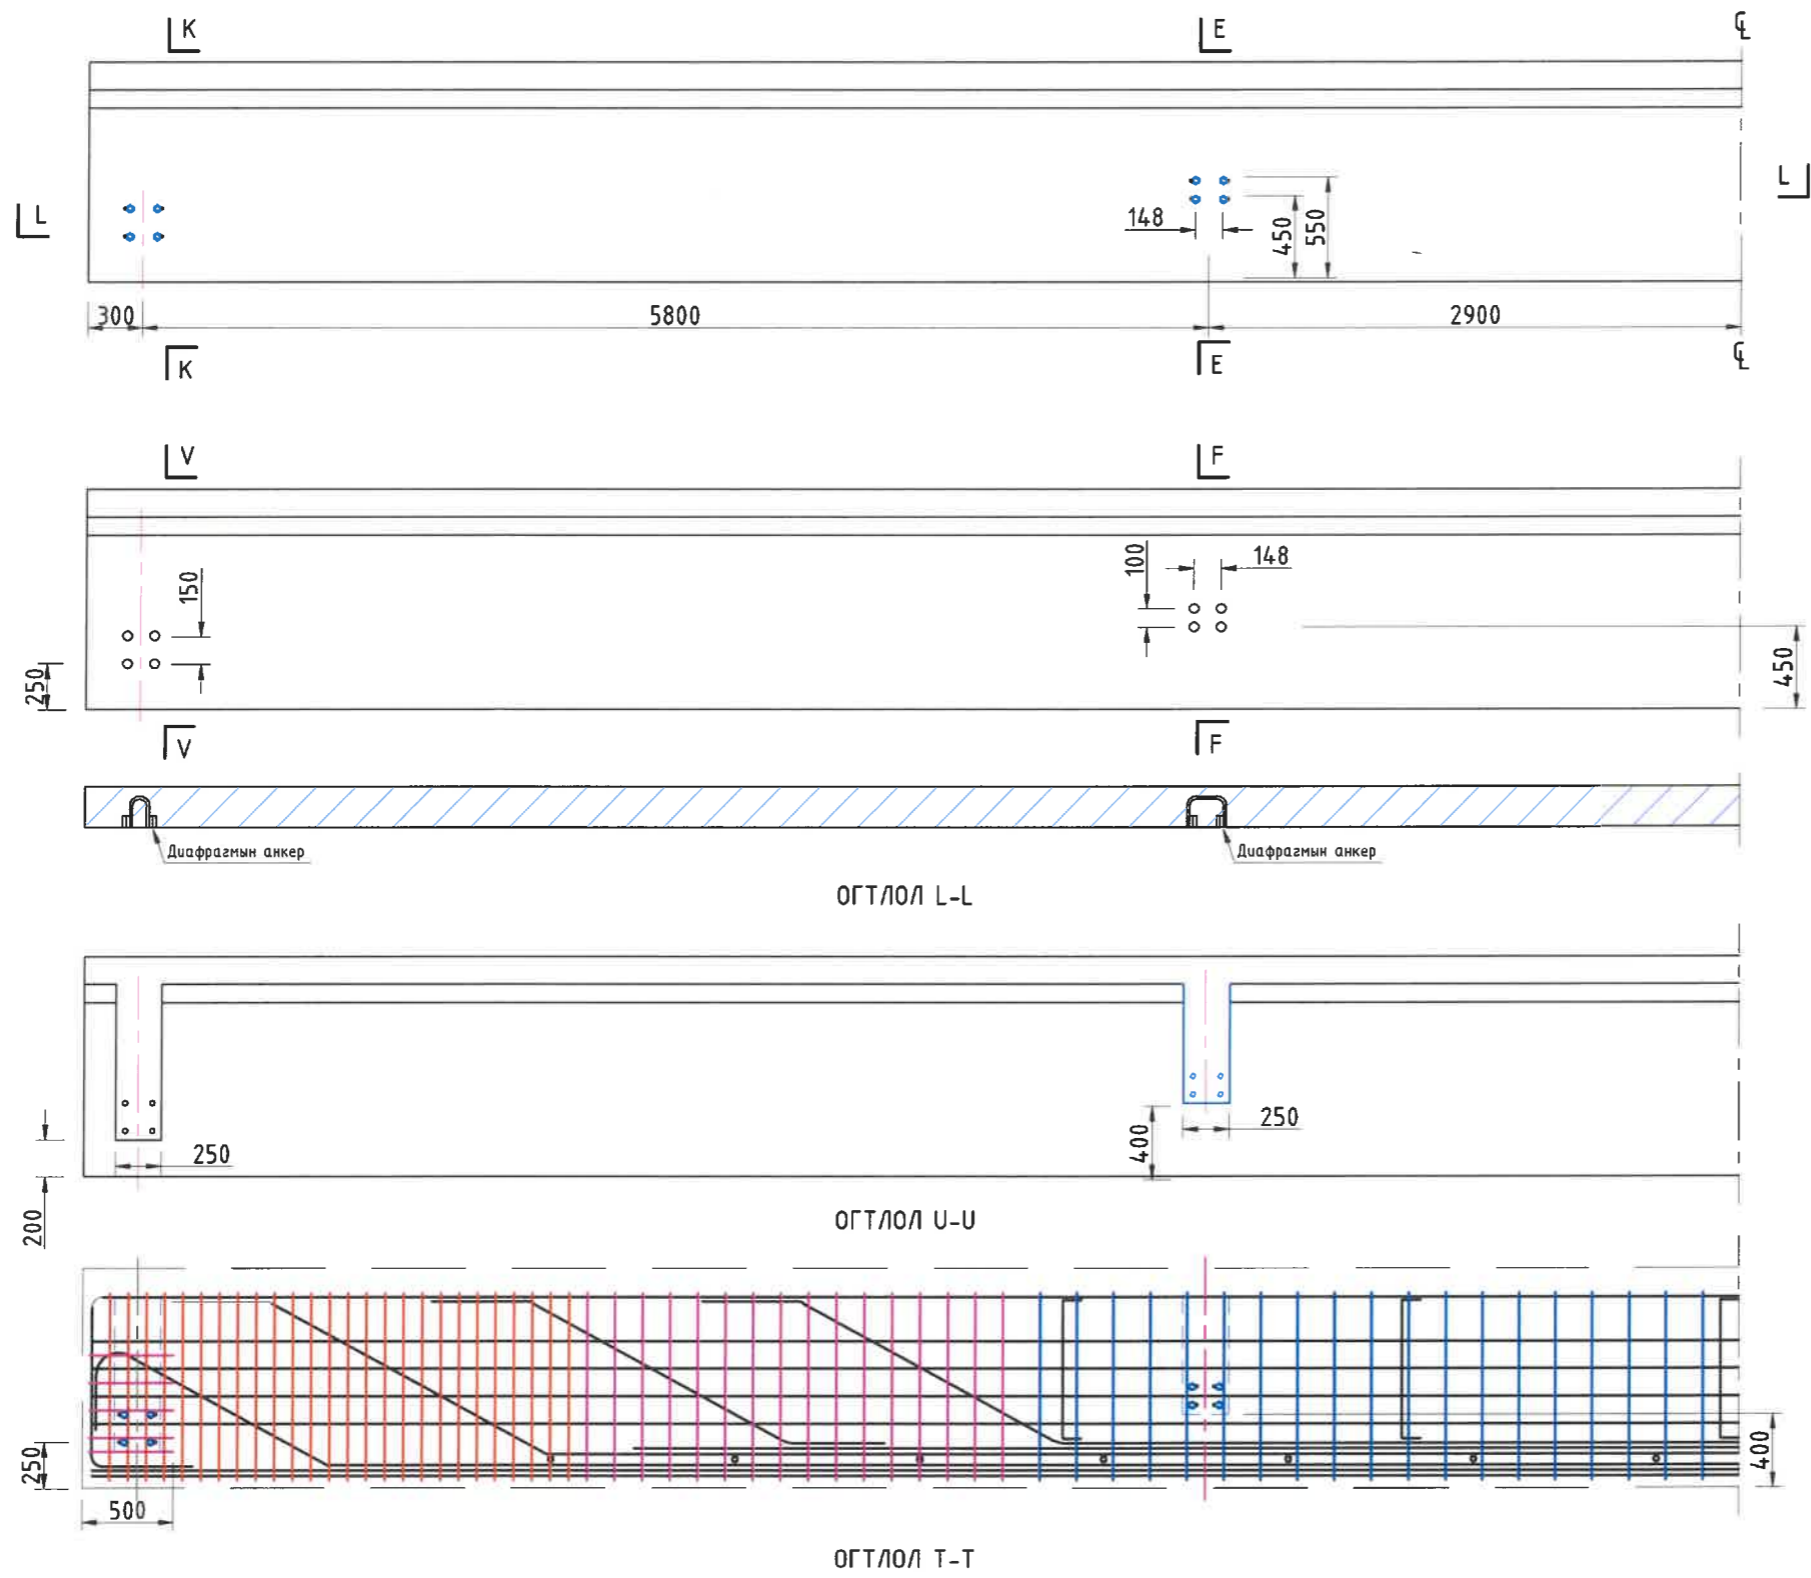 K E ℄
L L
148 450 550
300 5800 2900
K E ℄
V F
150 100 148
250 450
V F
Диафрагмын анкер Диафрагмын анкер
ОГТЛОЛ L-L
250 400 250
200
ОГТЛОЛ U-U
250 400
500
ОГТЛОЛ T-T